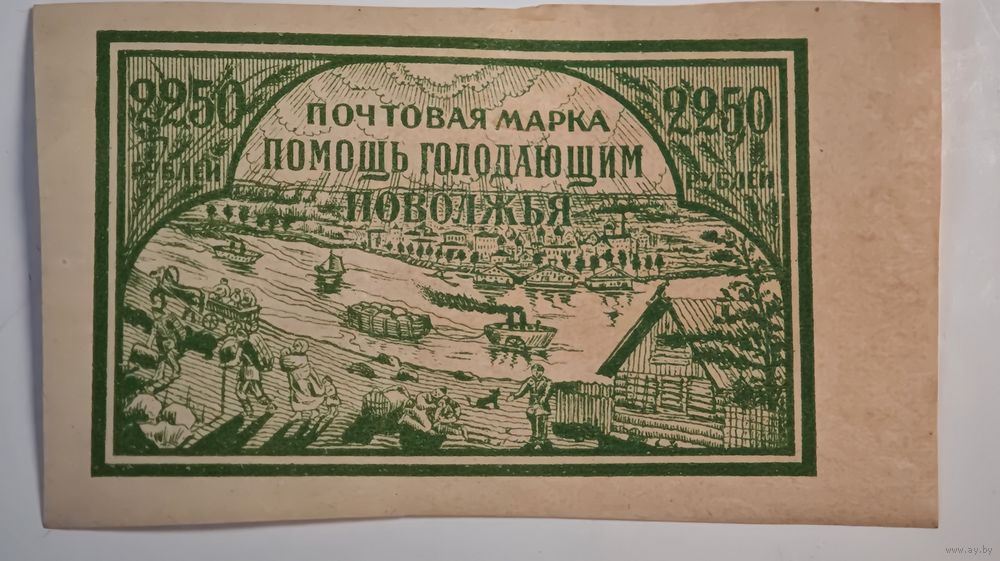 2250
РУБЛЕЙ
ПОЧТОВАЯ МАРКА
ПОМОЩЬ ГОЛОДАЮЩИМ
ПОВОЛЖЬЯ
2250
РУБЛЕЙ
www.ay.by